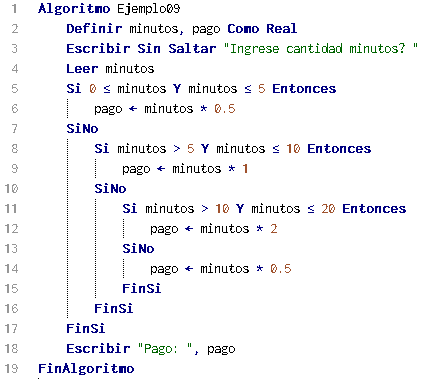 1 Algoritmo Ejemplo09
2 Definir minutos, pago Como Real
3 Escribir Sin Saltar "Ingrese cantidad minutos? "
4 Leer minutos
5 Si 0 ≤ minutos Y minutos ≤ 5 Entonces
6 pago ← minutos * 0.5
7 SiNo
8 Si minutos > 5 Y minutos ≤ 10 Entonces
9 pago ← minutos * 1
10 SiNo
11 Si minutos > 10 Y minutos ≤ 20 Entonces
12 pago ← minutos * 2
13 SiNo
14 pago ← minutos * 0.5
15 FinSi
16 FinSi
17 FinSi
18 Escribir "Pago: ", pago
19 FinAlgoritmo